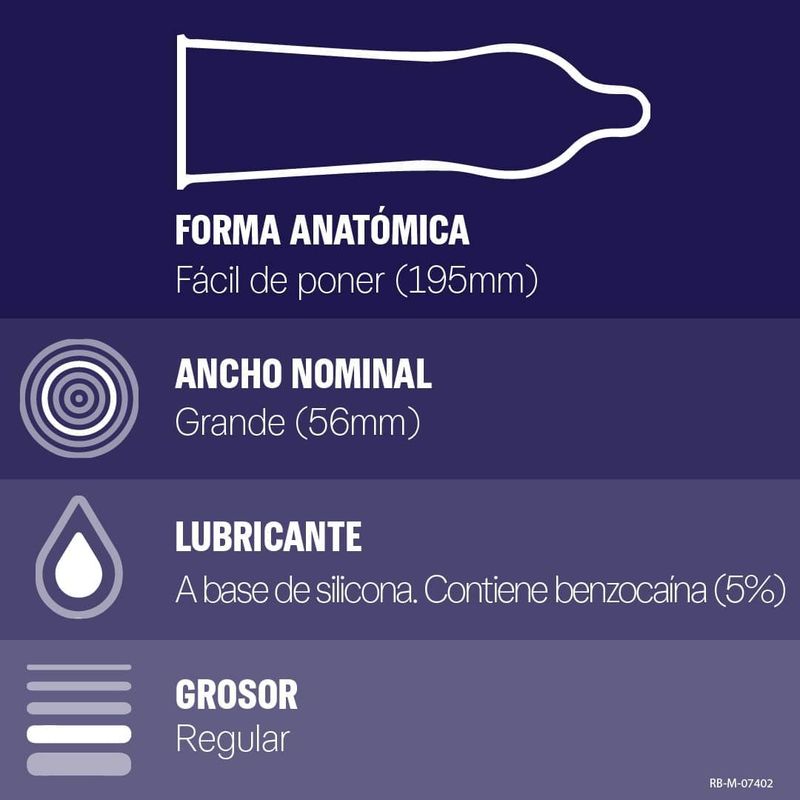 FORMA ANATÓMICA
Fácil de poner (195mm)
ANCHO NOMINAL
Grande (56mm)
LUBRICANTE
A base de silicona. Contiene benzocaína (5%)
GROSOR
Regular
RB-M-07402